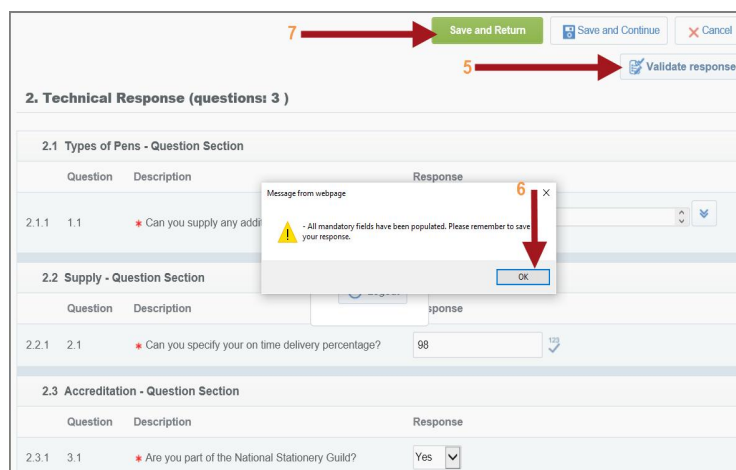 7 Save and Return Save and Continue Cancel
5 Validate response
2. Technical Response (questions: 3 )
2.1 Types of Pens - Question Section
Question Description Response
Message from webpage 6
2.1.1 1.1 * Can you supply any addi
- All mandatory fields have been populated. Please remember to save
your response.
OK
2.2 Supply - Question Section
Question Description sponse
2.2.1 2.1 * Can you specify your on time delivery percentage? 98 123
2.3 Accreditation - Question Section
Question Description Response
2.3.1 3.1 * Are you part of the National Stationery Guild? Yes